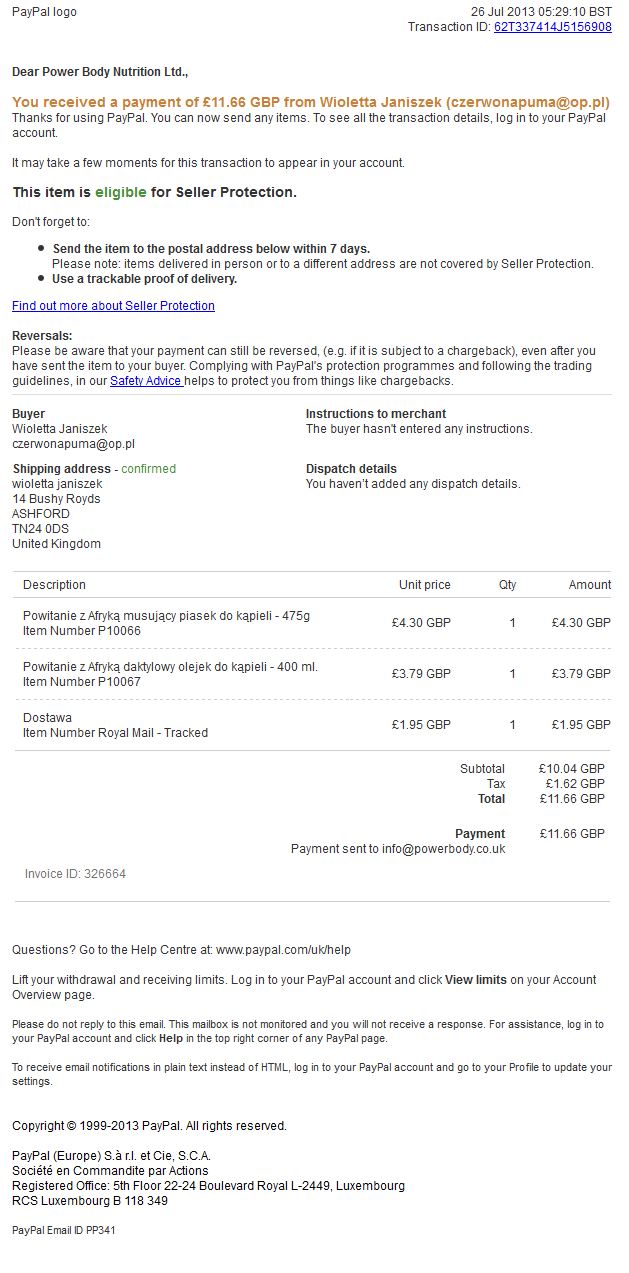 PayPal logo
26 Jul 2013 05:29:10 BST
Transaction ID: 62T337414J5156908
Dear Power Body Nutrition Ltd.,
You received a payment of £11.66 GBP from Wioletta Janiszek (czerwonapuma@op.pl)
Thanks for using PayPal. You can now send any items. To see all the transaction details, log in to your PayPal
account.
It may take a few moments for this transaction to appear in your account.
This item is eligible for Seller Protection.
Don't forget to:
• Send the item to the postal address below within 7 days.
Please note: items delivered in person or to a different address are not covered by Seller Protection.
• Use a trackable proof of delivery.
Find out more about Seller Protection
Reversals:
Please be aware that your payment can still be reversed, (e.g. if it is subject to a chargeback), even after you
have sent the item to your buyer. Complying with PayPal's protection programmes and following the trading
guidelines, in our Safety Advice helps to protect you from things like chargebacks.
Buyer
Wioletta Janiszek
czerwonapuma@op.pl
Instructions to merchant
The buyer hasn't entered any instructions.
Shipping address - confirmed
wioletta janiszek
14 Bushy Royds
ASHFORD
TN24 0DS
United Kingdom
Dispatch details
You haven't added any dispatch details.
Description Unit price Qty Amount
Powitanie z Afryką musujący piasek do kąpieli - 475g
Item Number P10066
£4.30 GBP 1 £4.30 GBP
Powitanie z Afryką daktylowy olejek do kąpieli - 400 ml.
Item Number P10067
£3.79 GBP 1 £3.79 GBP
Dostawa
Item Number Royal Mail - Tracked
£1.95 GBP 1 £1.95 GBP
Subtotal £10.04 GBP
Tax £1.62 GBP
Total £11.66 GBP
Payment £11.66 GBP
Payment sent to info@powerbody.co.uk
Invoice ID: 326664
Questions? Go to the Help Centre at: www.paypal.com/uk/help
Lift your withdrawal and receiving limits. Log in to your PayPal account and click View limits on your Account
Overview page.
Please do not reply to this email. This mailbox is not monitored and you will not receive a response. For assistance, log in to
your PayPal account and click Help in the top right corner of any PayPal page.
To receive email notifications in plain text instead of HTML, log in to your PayPal account and go to your Profile to update your
settings.
Copyright © 1999-2013 PayPal. All rights reserved.
PayPal (Europe) S.à r.l. et Cie, S.C.A.
Société en Commandite par Actions
Registered Office: 5th Floor 22-24 Boulevard Royal L-2449, Luxembourg
RCS Luxembourg B 118 349
PayPal Email ID PP341